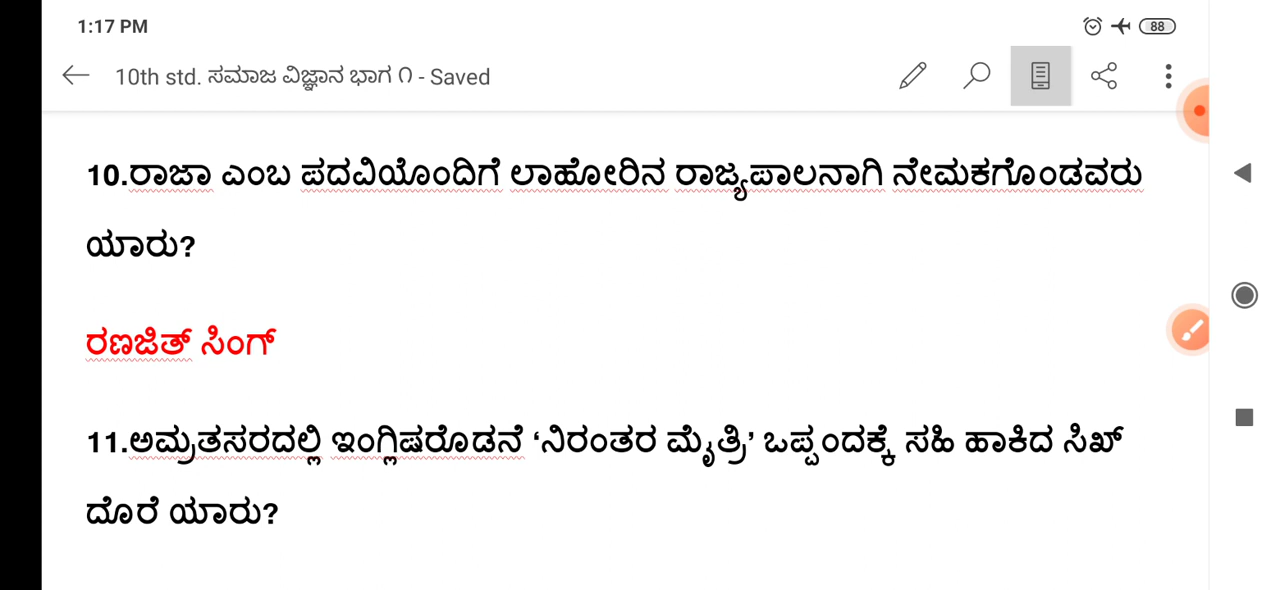 1:17 PM
88
10th std. ಸಮಾಜ ವಿಜ್ಞಾನ ಭಾಗ ೧ - Saved
10.ರಾಜಾ ಎಂಬ ಪದವಿಯೊಂದಿಗೆ ಲಾಹೋರಿನ ರಾಜ್ಯಪಾಲನಾಗಿ ನೇಮಕಗೊಂಡವರು
ಯಾರು?
ರಣಜಿತ್ ಸಿಂಗ್
11.ಅಮ್ರತಸರದಲ್ಲಿ ಇಂಗ್ಲಿಷರೊಡನೆ ‘ನಿರಂತರ ಮೈತ್ರಿ’ ಒಪ್ಪಂದಕ್ಕೆ ಸಹಿ ಹಾಕಿದ ಸಿಖ್
ದೊರೆ ಯಾರು?